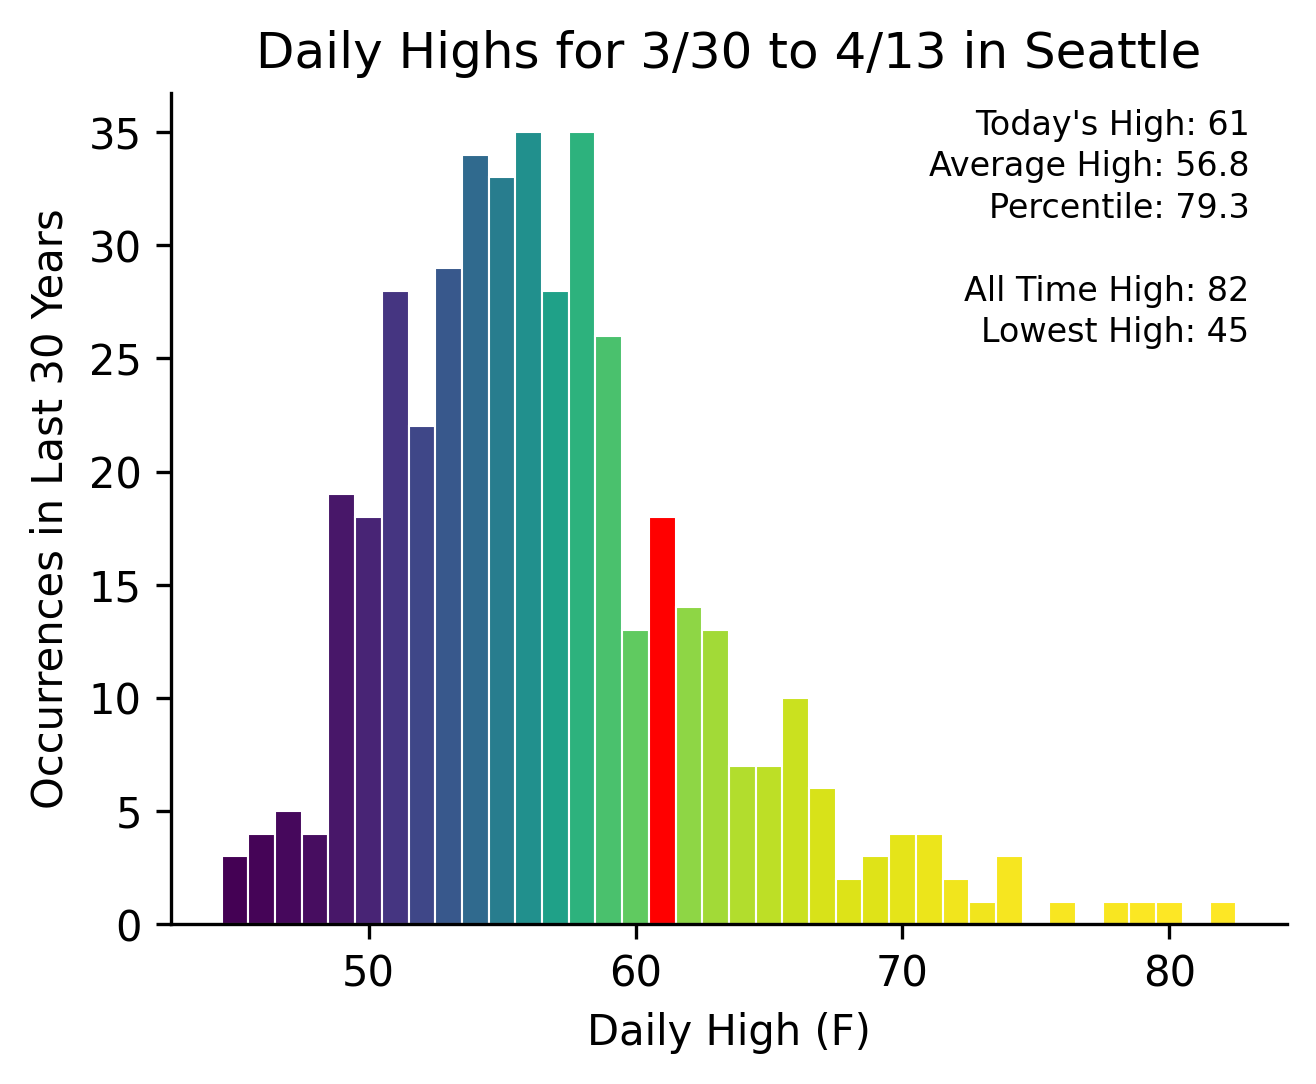 Daily Highs for 3/30 to 4/13 in Seattle
Today's High: 61
Average High: 56.8
Percentile: 79.3
All Time High: 82
Lowest High: 45
Occurrences in Last 30 Years
35
30
25
20
15
10
5
0
50
60
70
80
Daily High (F)